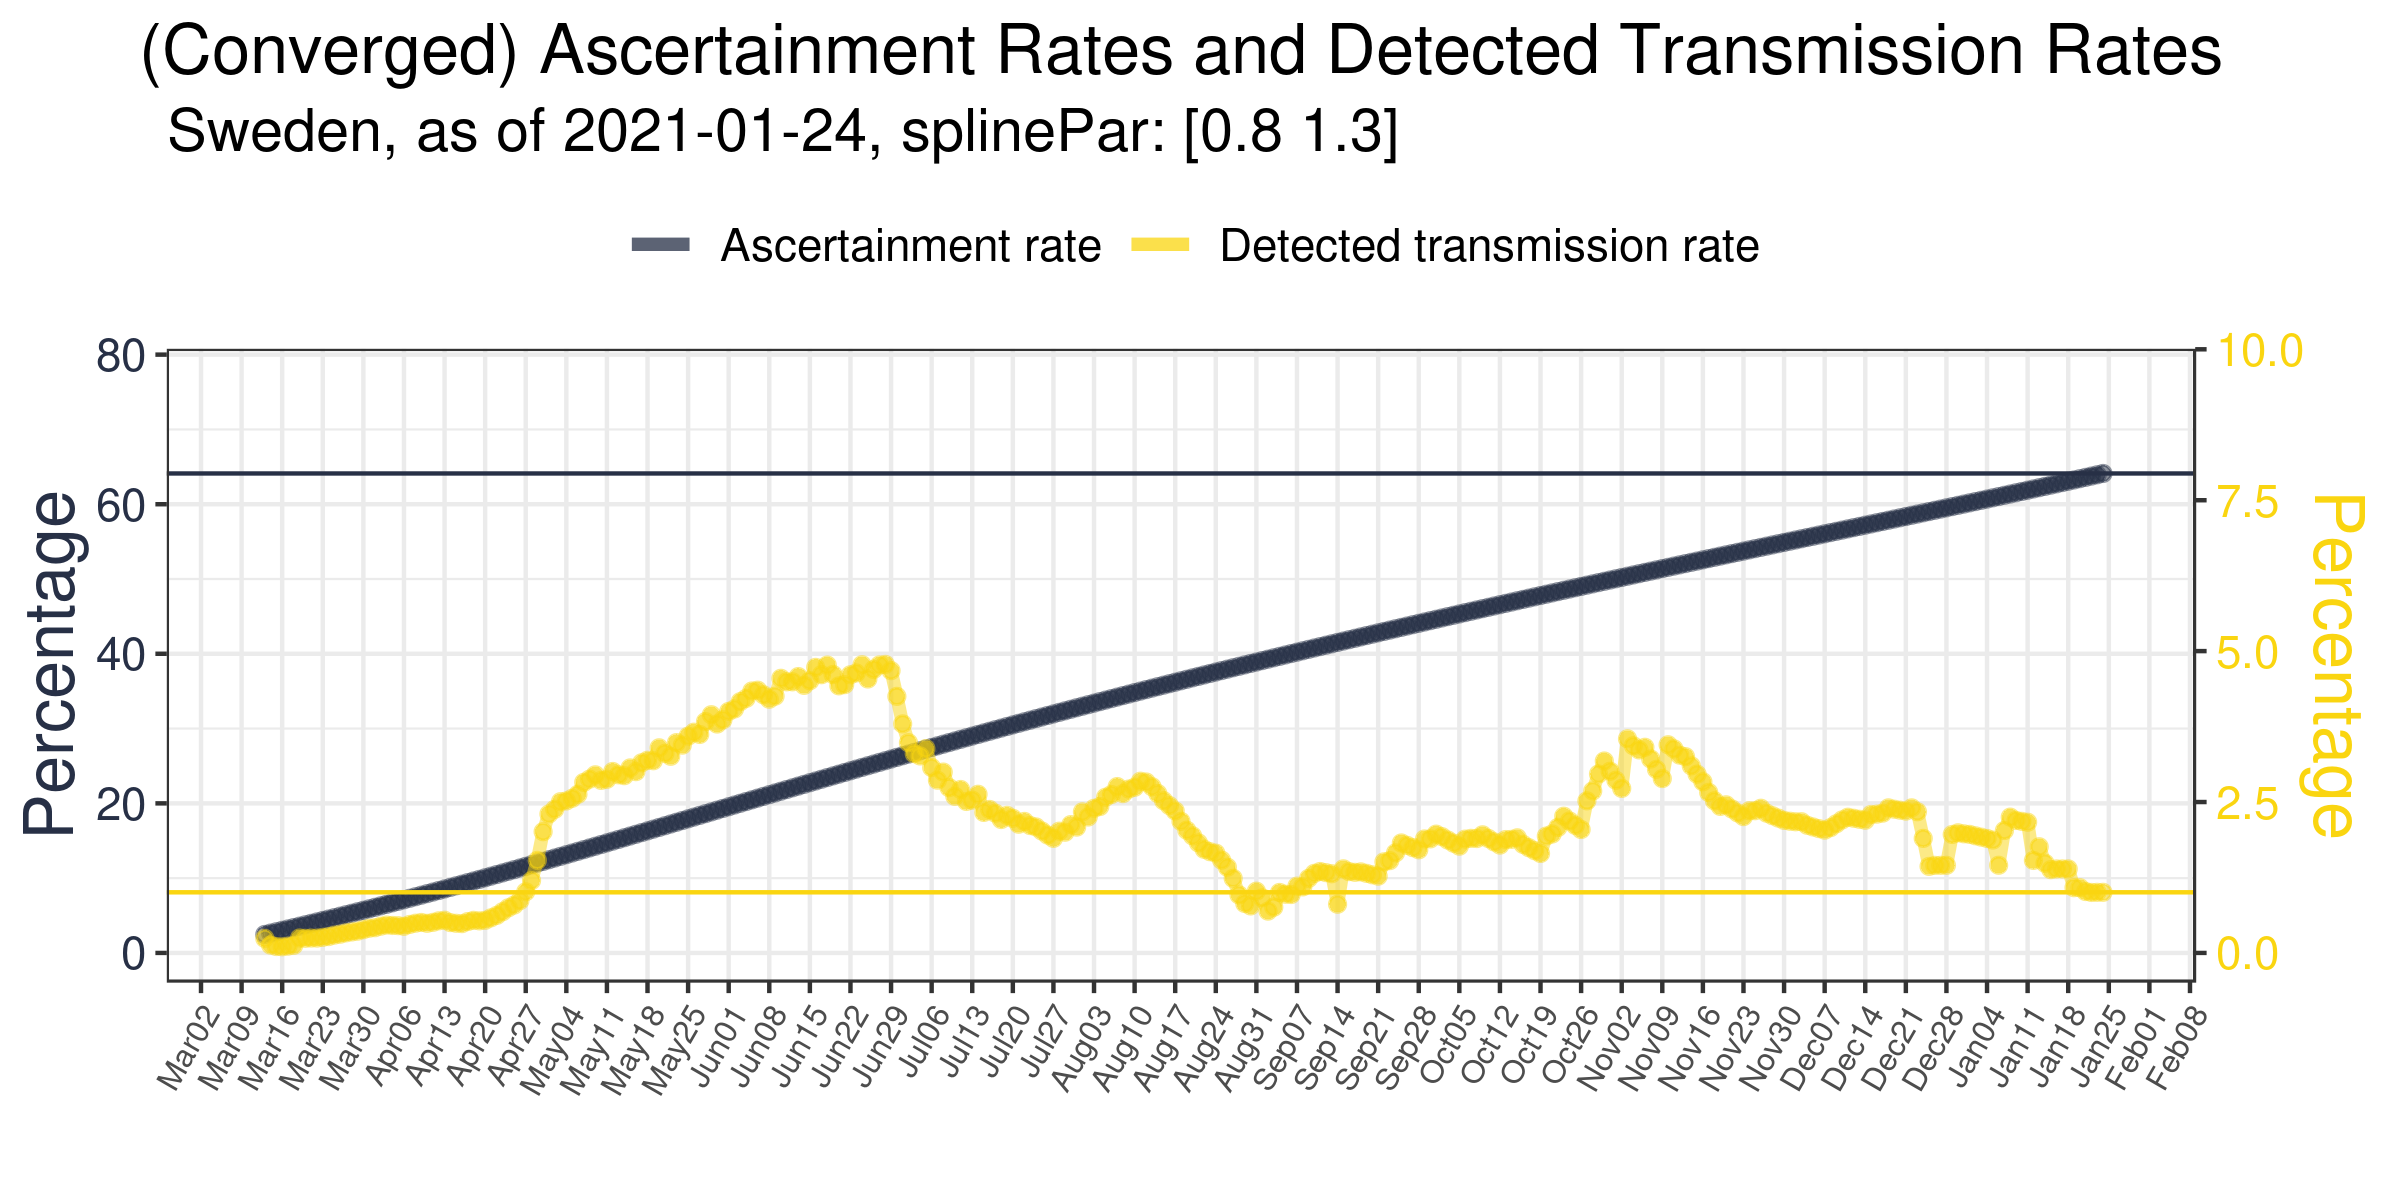 (Converged) Ascertainment Rates and Detected Transmission Rates
Sweden, as of 2021-01-24, splinePar: [0.8 1.3]
Ascertainment rate
Detected transmission rate
Percentage
80
60
40
20
0
10.0
7.5
5.0
2.5
0.0
Percentage
Mar02
Mar09
Mar16
Mar23
Mar30
Apr06
Apr13
Apr20
Apr27
May04
May11
May18
May25
Jun01
Jun08
Jun15
Jun22
Jun29
Jul06
Jul13
Jul20
Jul27
Aug03
Aug10
Aug17
Aug24
Aug31
Sep07
Sep14
Sep21
Sep28
Oct05
Oct12
Oct19
Oct26
Nov02
Nov09
Nov16
Nov23
Nov30
Dec07
Dec14
Dec21
Dec28
Jan04
Jan11
Jan18
Jan25
Feb01
Feb08